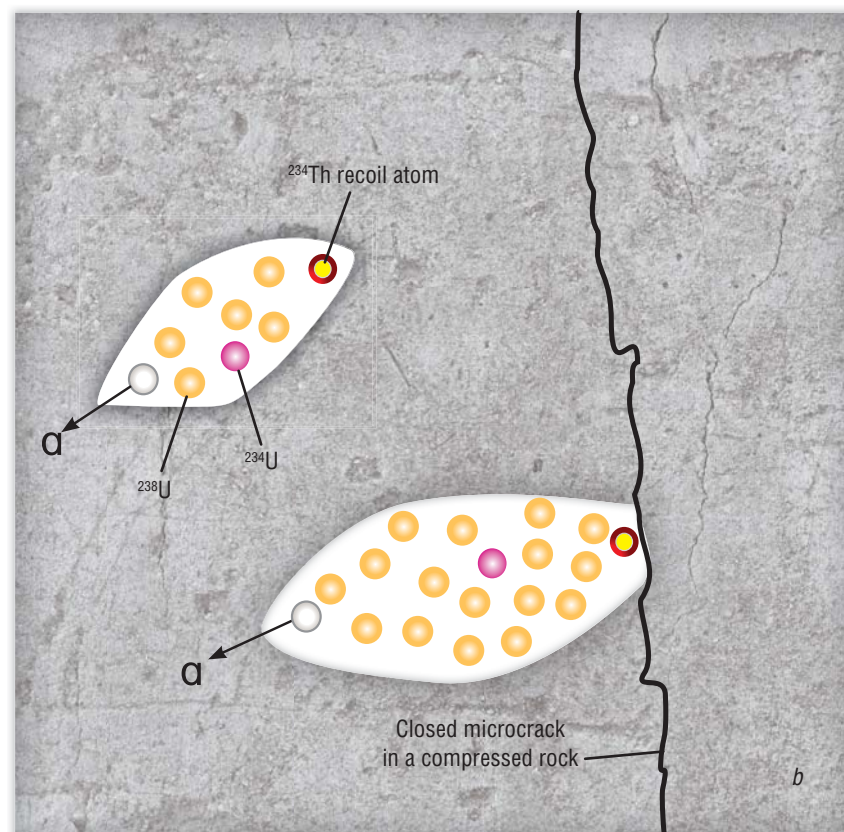 ²³⁴Th recoil atom
α
²³⁸U
²³⁴U
α
Closed microcrack
in a compressed rock
b